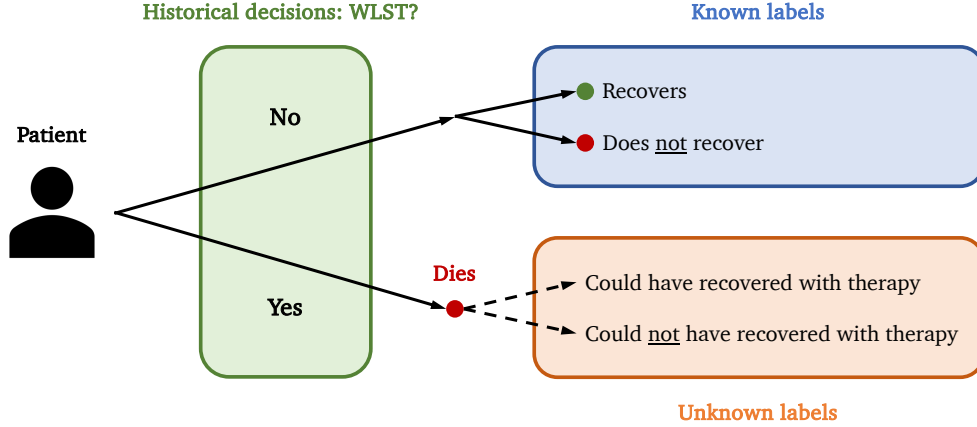 Historical decisions: WLST?
Known labels
Patient
No
Recovers
Does not recover
Dies
Yes
Could have recovered with therapy
Could not have recovered with therapy
Unknown labels